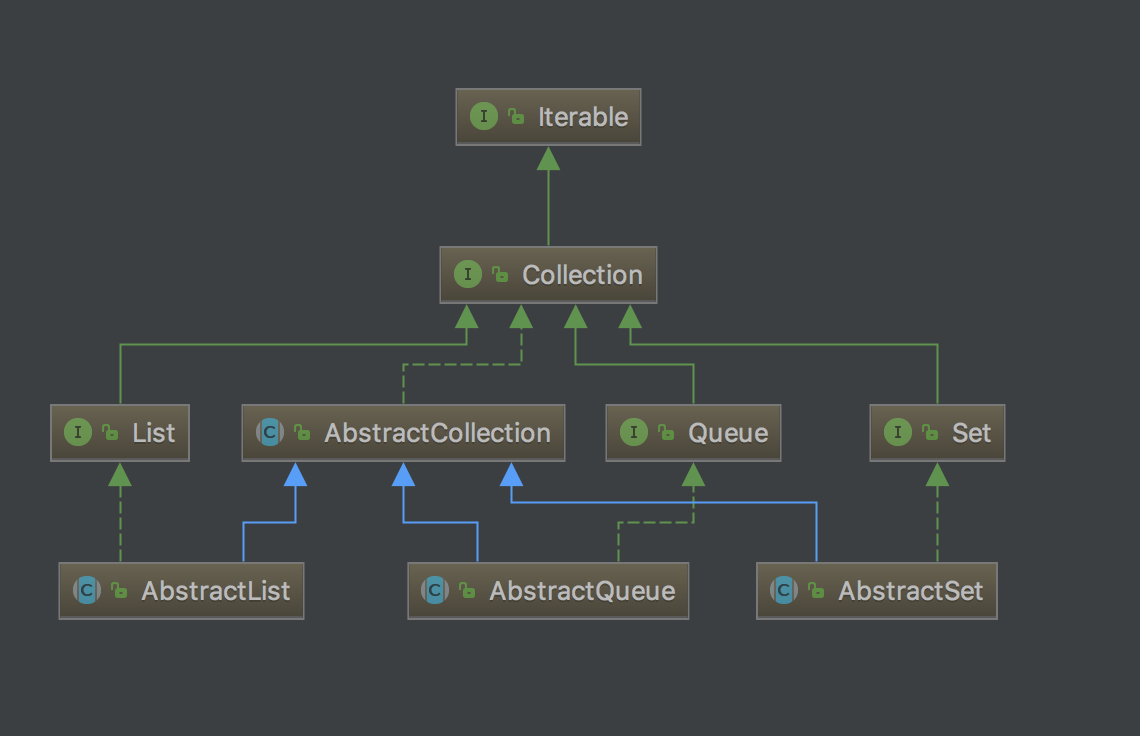 I Iterable
I Collection
I List
C AbstractCollection
I Queue
I Set
C AbstractList
C AbstractQueue
C AbstractSet